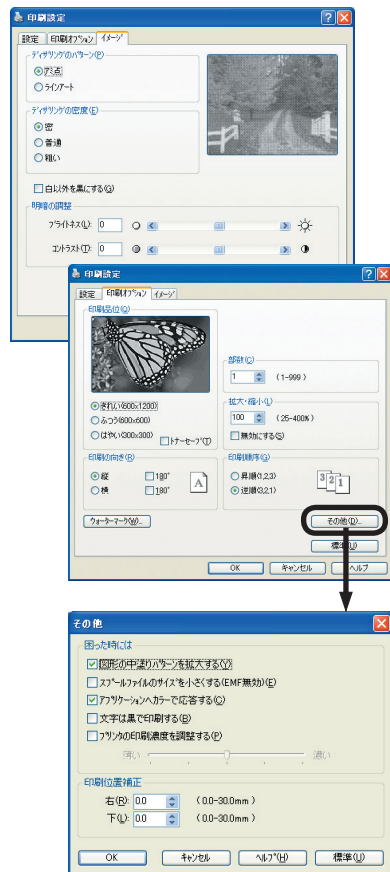 印刷設定
設定 印刷オプション イメージ
ディザリングのパターン(P)
アミ点
ラインアート
ディザリングの密度(E)
密
普通
粗い
白以外を黒にする(G)
明暗の調整
ブライトネス(L): 0
コントラスト(T): 0
印刷設定
設定 印刷オプション イメージ
印刷品位(Q)
きれい(600x1200)
ふつう(600x600)
はやい(300x300) トナーセーブ(T)
部数(C)
1 (1-999)
拡大・縮小(L)
100 (25-400%)
無効にする(S)
印刷の向き(R)
縦 180°
横 180°
A
印刷順序(G)
昇順(1,2,3)
逆順(3,2,1)
3 2 1
ウォーターマーク(W)... その他(D)...
標準(U)
OK キャンセル ヘルプ
その他
困った時には
図形の中塗りパターンを拡大する(Y)
スプールファイルのサイズを小さくする(EMF無効)(E)
アプリケーションへカラーで応答する(C)
文字は黒で印刷する(B)
プリンタの印刷濃度を調整する(P)
薄い 濃い
印刷位置補正
右(R): 0.0 (0.0-30.0mm)
下(L): 0.0 (0.0-30.0mm)
OK キャンセル ヘルプ(H) 標準(U)